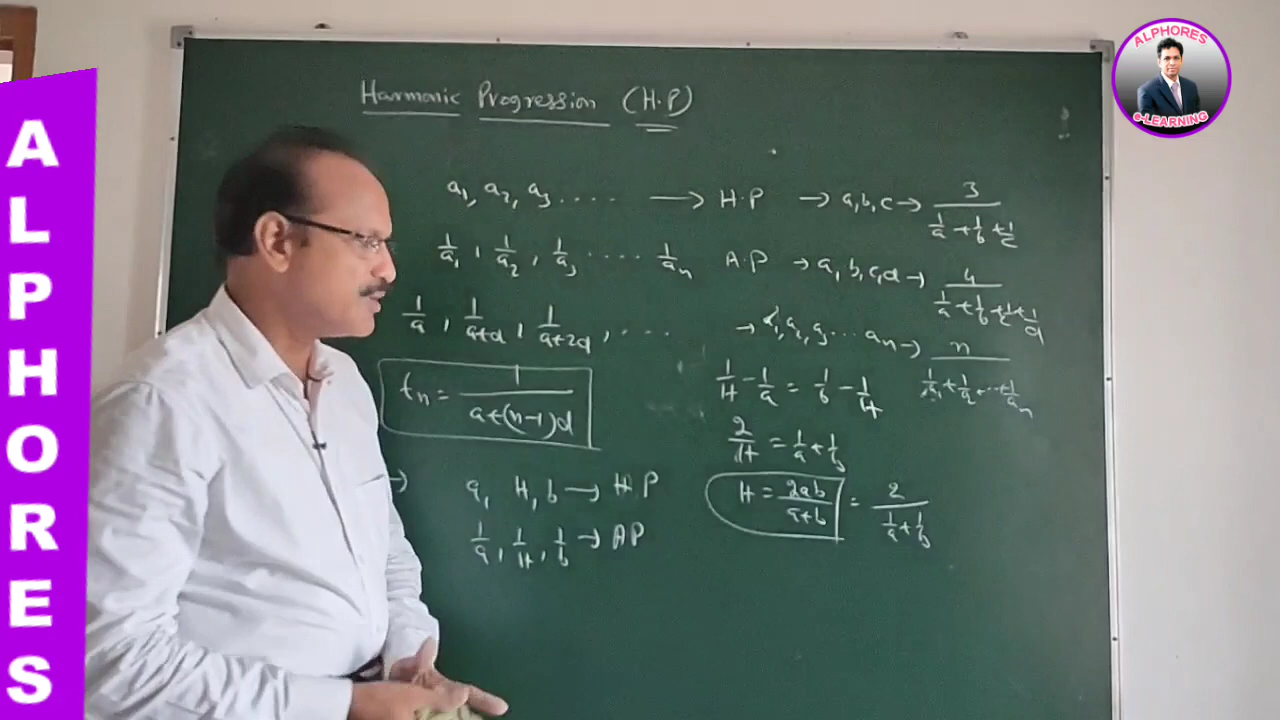 ALPHORES
ALPHORES
e-LEARNING
Harmonic Progression (H.P)
a₁, a₂, a₃ ..... → H.P → a, b, c → 3/(1/a + 1/b + 1/c)
1/a₁, 1/a₂, 1/a₃ ..... 1/aₙ A.P → a, b, c, d → 4/(1/a + 1/b + 1/c + 1/d)
1/a, 1/(a+d), 1/(a+2d), .... → a₁, a₂, a₃ ... aₙ → n/(1/a₁ + 1/a₂ + ... + 1/aₙ)
tₙ = 1/(a+(n-1)d)
1/H - 1/a = 1/b - 1/H
2/H = 1/a + 1/b
→ a, H, b → H.P
H = 2ab/(a+b) = 2/(1/a + 1/b)
1/a, 1/H, 1/b → AP